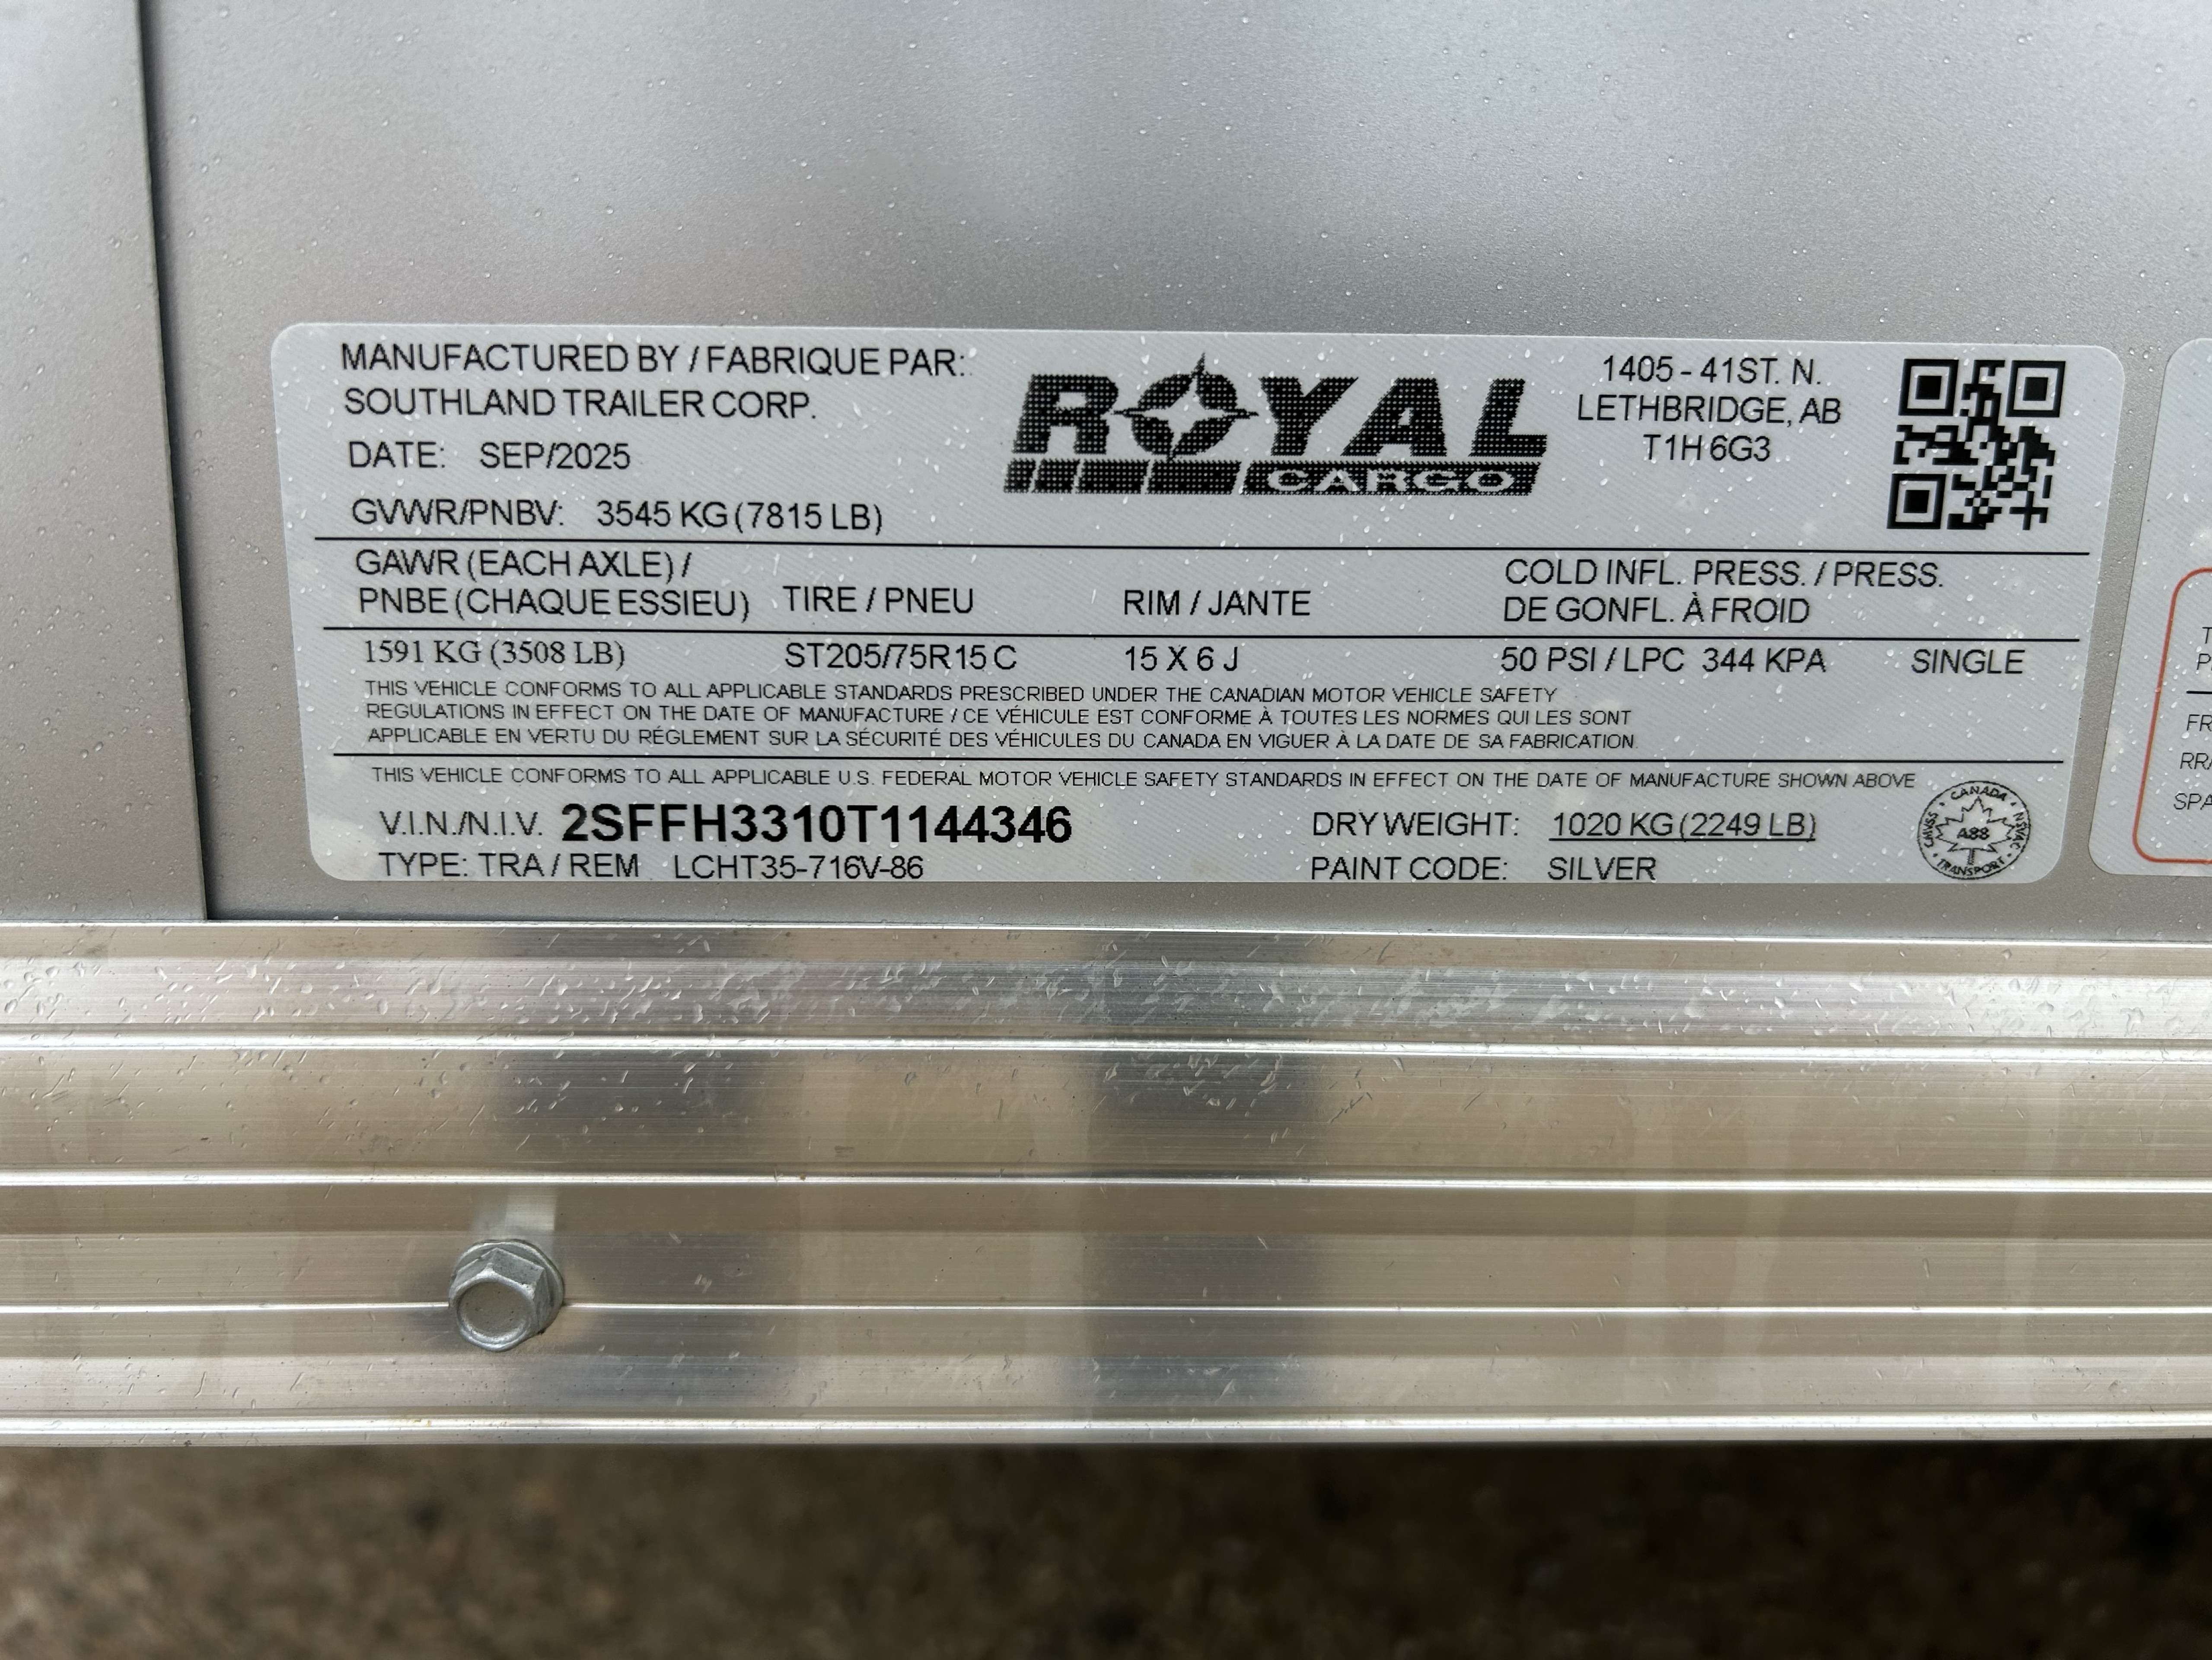 MANUFACTURED BY / FABRIQUE PAR:
SOUTHLAND TRAILER CORP.
DATE: SEP/2025
GVWR/PNBV: 3545 KG (7815 LB)
ROYAL
CARGO
1405 - 41ST. N.
LETHBRIDGE, AB
T1H 6G3
GAWR (EACH AXLE) /
PNBE (CHAQUE ESSIEU)
TIRE / PNEU
RIM / JANTE
COLD INFL. PRESS. / PRESS.
DE GONFL. À FROID
1591 KG (3508 LB) ST205/75R15 C 15 X 6 J 50 PSI / LPC 344 KPA SINGLE
THIS VEHICLE CONFORMS TO ALL APPLICABLE STANDARDS PRESCRIBED UNDER THE CANADIAN MOTOR VEHICLE SAFETY
REGULATIONS IN EFFECT ON THE DATE OF MANUFACTURE / CE VÉHICULE EST CONFORME À TOUTES LES NORMES QUI LES SONT
APPLICABLE EN VERTU DU RÉGLEMENT SUR LA SÉCURITÉ DES VÉHICULES DU CANADA EN VIGUER À LA DATE DE SA FABRICATION.
THIS VEHICLE CONFORMS TO ALL APPLICABLE U.S. FEDERAL MOTOR VEHICLE SAFETY STANDARDS IN EFFECT ON THE DATE OF MANUFACTURE SHOWN ABOVE
V.I.N./N.I.V. 2SFFH3310T1144346
DRY WEIGHT: 1020 KG (2249 LB)
TYPE: TRA / REM LCHT35-716V-86
PAINT CODE: SILVER
CANADA
A88
TRANSPORT